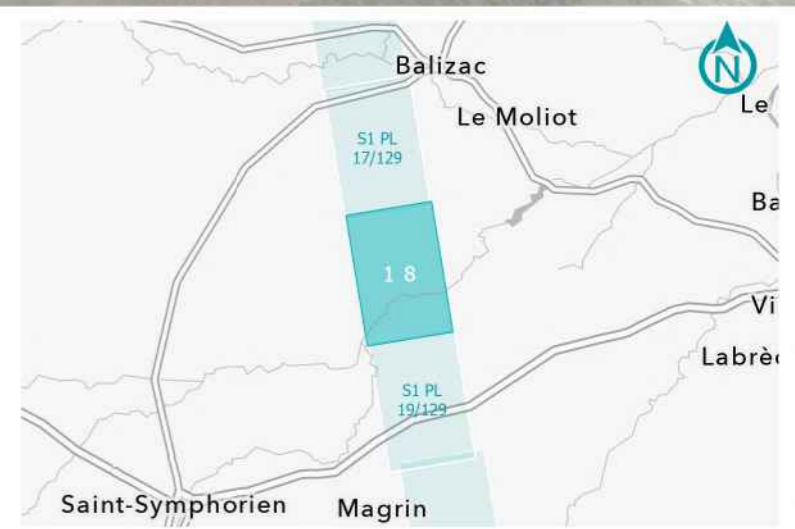 Balizac
N
Le
Le Moliot
S1 PL
17/129
Ba
1 8
Vi
Labrè
S1 PL
19/129
Saint-Symphorien
Magrin